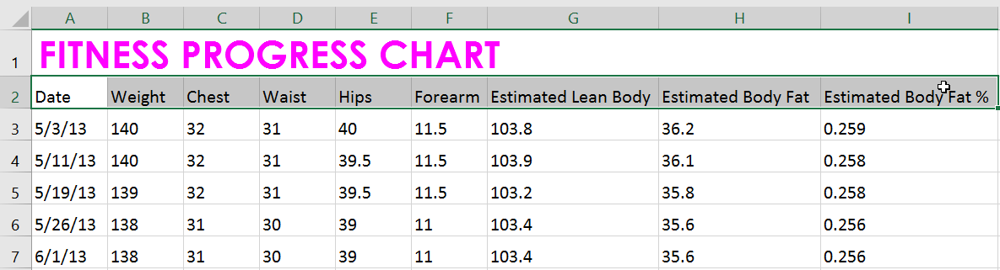 A B C D E F G H I
1 FITNESS PROGRESS CHART
2 Date Weight Chest Waist Hips Forearm Estimated Lean Body Estimated Body Fat Estimated Body Fat %
3 5/3/13 140 32 31 40 11.5 103.8 36.2 0.259
4 5/11/13 140 32 31 39.5 11.5 103.9 36.1 0.258
5 5/19/13 139 32 31 39.5 11.5 103.2 35.8 0.258
6 5/26/13 138 31 30 39 11 103.4 35.6 0.256
7 6/1/13 138 31 30 39 11 103.4 35.6 0.256